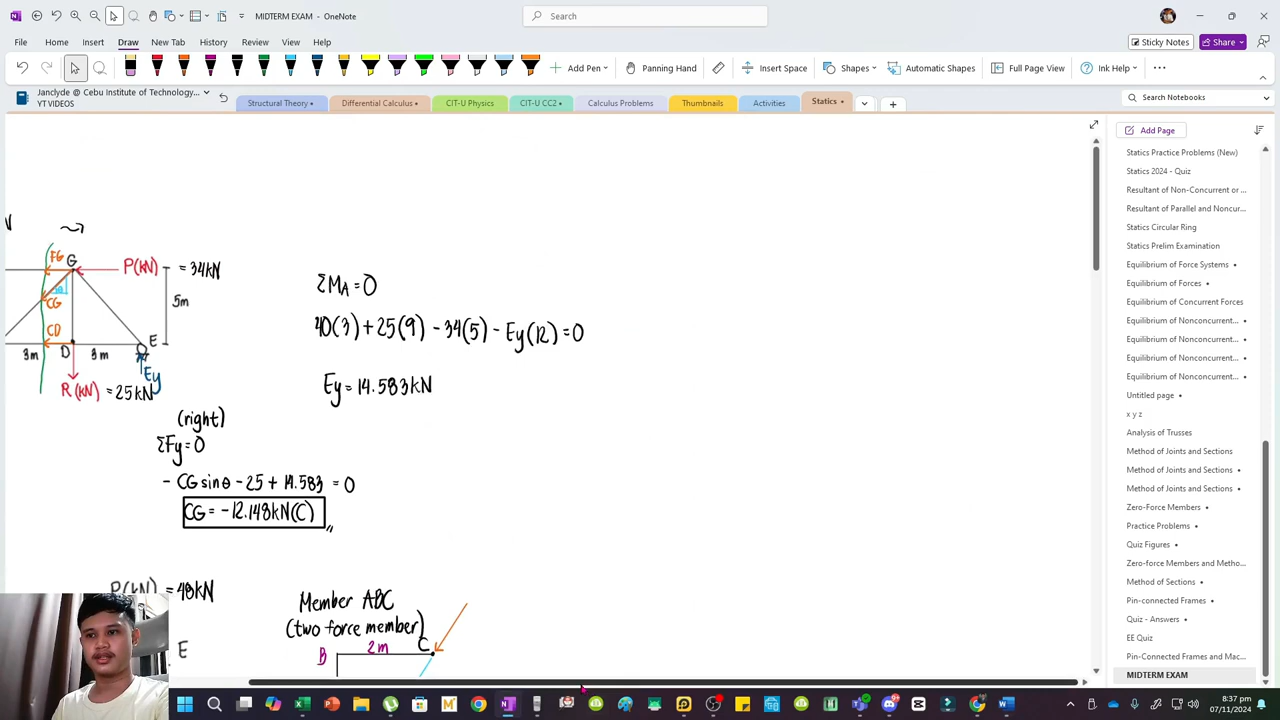 MIDTERM EXAM - OneNote
Search
File Home Insert Draw New Tab History Review View Help
Sticky Notes
Share
Add Pen
Panning Hand
Insert Space
Shapes
Automatic Shapes
Full Page View
Ink Help
Janclyde @ Cebu Institute of Technology...
YT VIDEOS
Structural Theory
Differential Calculus
CIT-U Physics
CIT-U CC2
Calculus Problems
Thumbnails
Activities
Statics
Search Notebooks
Add Page
Statics Practice Problems (New)
Statics 2024 - Quiz
Resultant of Non-Concurrent or ...
Resultant of Parallel and Noncur...
Statics Circular Ring
Statics Prelim Examination
Equilibrium of Force Systems
Equilibrium of Forces
Equilibrium of Concurrent Forces
Equilibrium of Nonconcurrent...
Equilibrium of Nonconcurrent...
Equilibrium of Nonconcurrent...
Equilibrium of Nonconcurrent...
Untitled page
x y z
Analysis of Trusses
Method of Joints and Sections
Method of Joints and Sections
Method of Joints and Sections
Zero-Force Members
Practice Problems
Quiz Figures
Zero-force Members and Metho...
Method of Sections
Pin-connected Frames
Quiz - Answers
EE Quiz
Pin-Connected Frames and Mac...
MIDTERM EXAM
FG
G
P(kN) = 34kN
CG
5m
CD
3m
D
3m
E
Ey
R(kN) = 25kN
ΣMA = 0
40(3) + 25(9) - 34(5) - Ey(12) = 0
Ey = 14.583kN
(right)
ΣFy = 0
- CG sinθ - 25 + 14.583 = 0
CG = -12.148kN(C)
P(kN) = 48kN
E
Member ABC
(two force member)
C
B
2m
8:37 pm
07/11/2024